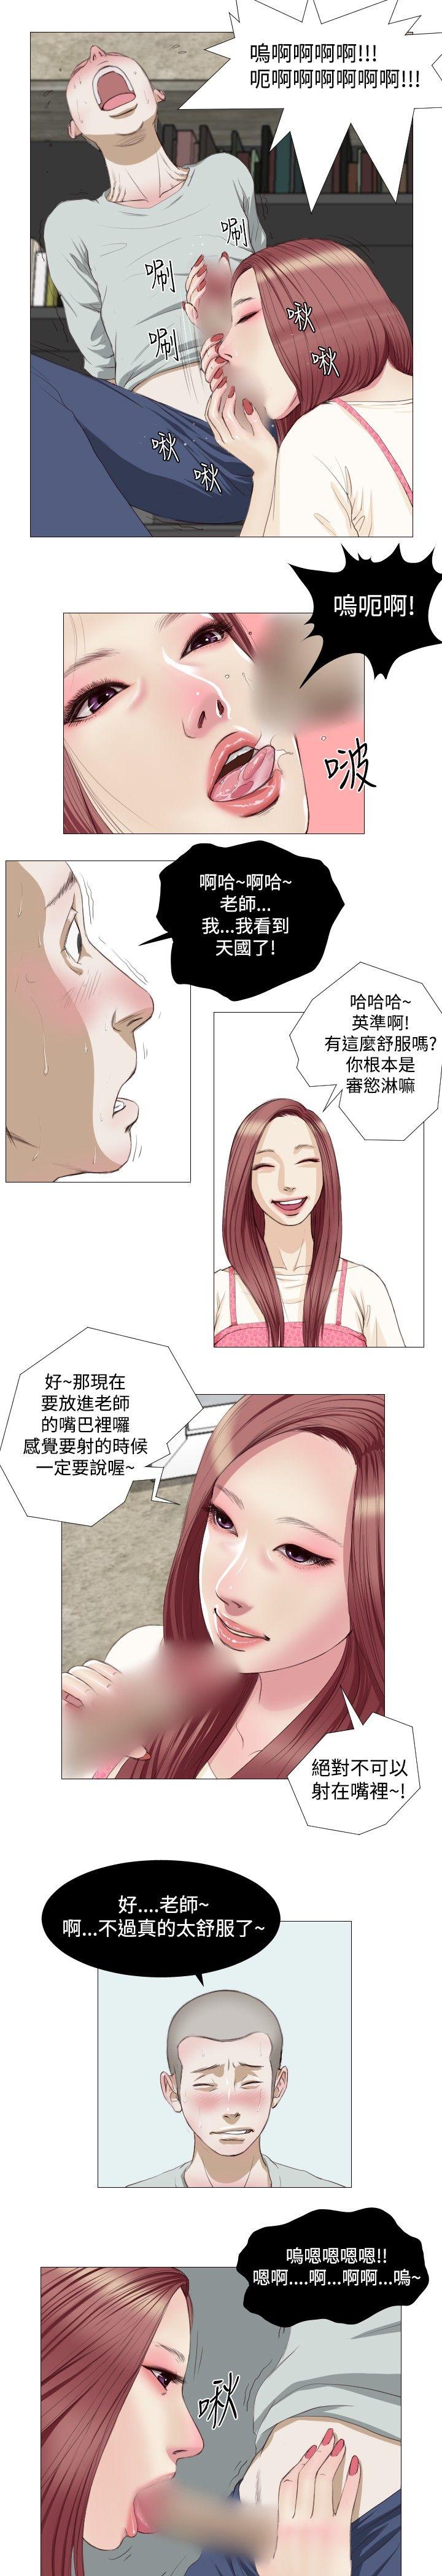 嗚啊啊啊啊!!!
呃啊啊啊啊啊啊!!!
唰
唰
唰
啾
啾
啾
啾
嗚呃啊!
啵
啊哈~啊哈~
老師...
我...我看到
天國了!
哈哈哈~
英準啊!
有這麼舒服嗎?
你根本是
審慾淋嘛
好~那現在
要放進老師
的嘴巴裡囉
感覺要射的時候
一定要說喔~
絕對不可以
射在嘴裡~!
好....老師~
啊...不過真的太舒服了~
嗚嗯嗯嗯嗯!!
嗯啊....啊...啊啊...嗚~
啾